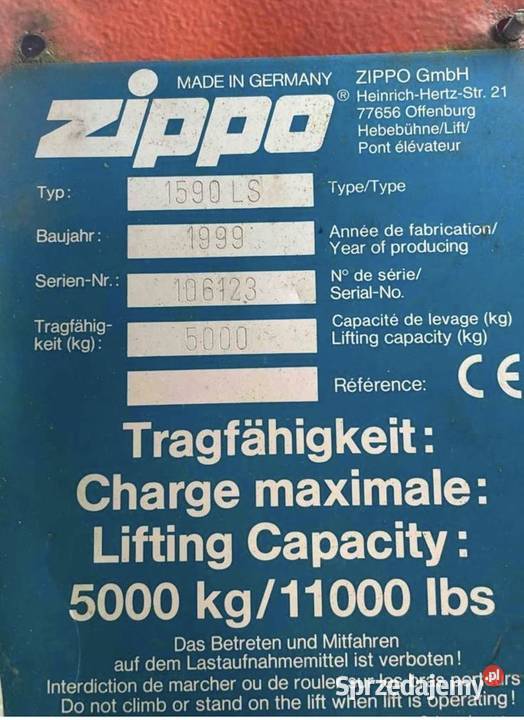 MADE IN GERMANY
zippo ®
ZIPPO GmbH
Heinrich-Hertz-Str. 21
77656 Offenburg
Hebebühne/Lift/
Pont élévateur
Typ: 1590 LS Type/Type
Baujahr: 1999 Année de fabrication/
Year of producing
Serien-Nr.: 106123 N° de série/
Serial-No.
Tragfähig-
keit (kg): 5000 Capacité de levage (kg)
Lifting capacity (kg)
Référence: CE
Tragfähigkeit:
Charge maximale:
Lifting Capacity:
5000 kg/11000 lbs
Das Betreten und Mitfahren
auf dem Lastaufnahmemittel ist verboten!
Interdiction de marcher ou de rouler sur les bras porteurs
Do not climb or stand on the lift when lift is operating!
Sprzedajemy.pl